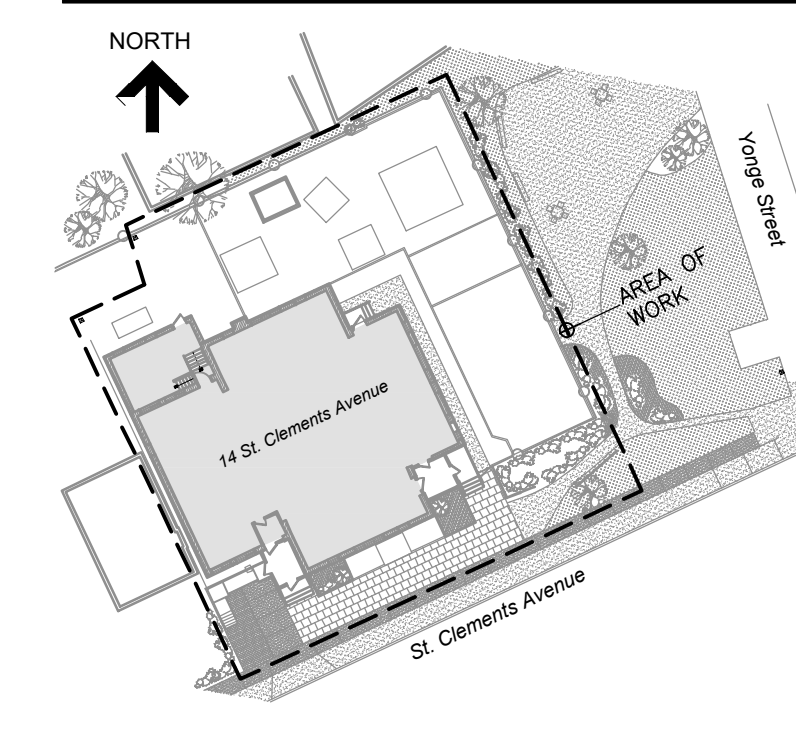 NORTH
Yonge Street
AREA OF
WORK
14 St. Clements Avenue
St. Clements Avenue